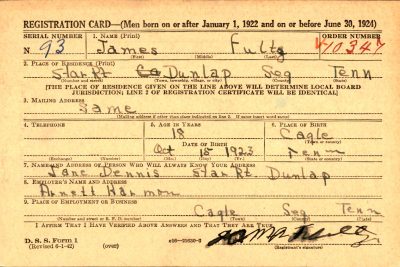 REGISTRATION CARD—(Men born on or after January 1, 1922 and on or before June 30, 1924)
SERIAL NUMBER 1. NAME (Print) ORDER NUMBER
N 93 James Fults 10347
(First) (Middle) (Last)
2. PLACE OF RESIDENCE (Print)
Star Rt Dunlap Seq Tenn
(Number and street) (Town, township, village, or city) (County) (State)
[THE PLACE OF RESIDENCE GIVEN ON THE LINE ABOVE WILL DETERMINE LOCAL BOARD
JURISDICTION; LINE 2 OF REGISTRATION CERTIFICATE WILL BE IDENTICAL]
3. MAILING ADDRESS
Same
(Mailing address if other than place indicated on line 2. If same insert word same)
4. TELEPHONE 5. AGE IN YEARS 6. PLACE OF BIRTH
18 Cagle
DATE OF BIRTH (Town or county)
Oct 15 1923 Tenn
(Exchange) (Number) (Mo.) (Day) (Yr.) (State or country)
7. NAME AND ADDRESS OF PERSON WHO WILL ALWAYS KNOW YOUR ADDRESS
Jane Dennis Star Rt. Dunlap
8. EMPLOYER'S NAME AND ADDRESS
Arnett Harmon
9. PLACE OF EMPLOYMENT OR BUSINESS
Cagle Seq Tenn
(Number and street or R. F. D. number) (Town) (County) (State)
I AFFIRM THAT I HAVE VERIFIED ABOVE ANSWERS AND THAT THEY ARE TRUE.
D. S. S. Form 1
(Revised 6-1-42) (over) (Registrant's signature)